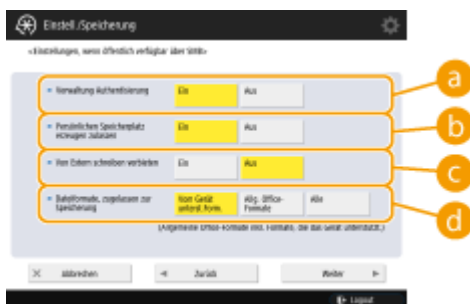 Einstell./Speicherung
<Einstellungen, wenn öffentlich verfügbar über SMB>
Verwaltung Authentisierung
Ein
Aus
a
Persönlichen Speicherplatz
erzeugen zulassen
Ein
Aus
b
Von Extern schreiben verbieten
Ein
Aus
c
Dateiformate, zugelassen zur
Speicherung
Vom Gerät
unterst. Form.
Allg. Office-
Formate
Alle
d
(Allgemeine Office-Formate inkl. Formate, die das Gerät unterstützt.)
Abbrechen
Zurück
Weiter
Logout